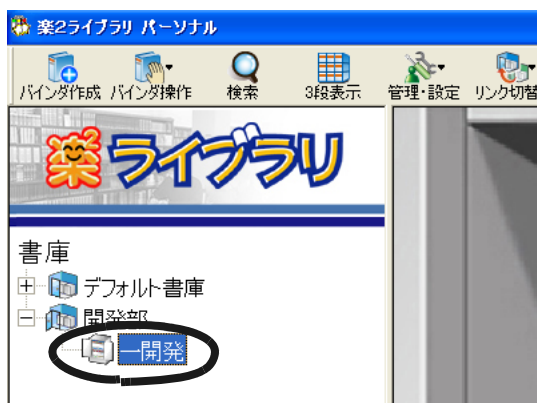 楽2ライブラリ パーソナル
バインダ作成 バインダ操作 検索 3段表示 管理・設定 リンク切替
楽ライブラリ
書庫
デフォルト書庫
開発部
一開発